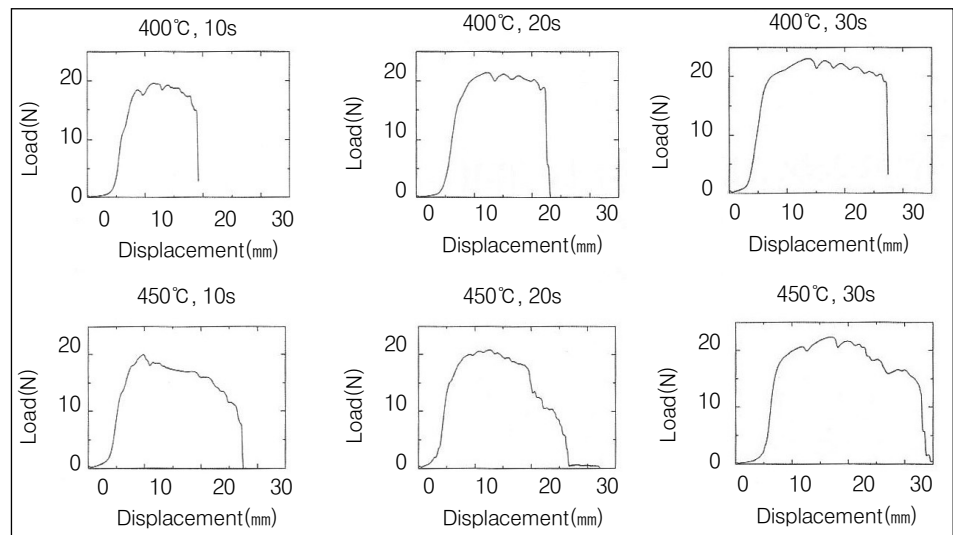 400℃, 10s
20
10
0
Load(N)
0 10 20 30
Displacement(㎜)
400℃, 20s
20
10
0
Load(N)
0 10 20 30
Displacement(㎜)
400℃, 30s
20
10
0
Load(N)
0 10 20 30
Displacement(㎜)
450℃, 10s
20
10
0
Load(N)
0 10 20 30
Displacement(㎜)
450℃, 20s
20
10
0
Load(N)
0 10 20 30
Displacement(㎜)
450℃, 30s
20
10
0
Load(N)
0 10 20 30
Displacement(㎜)